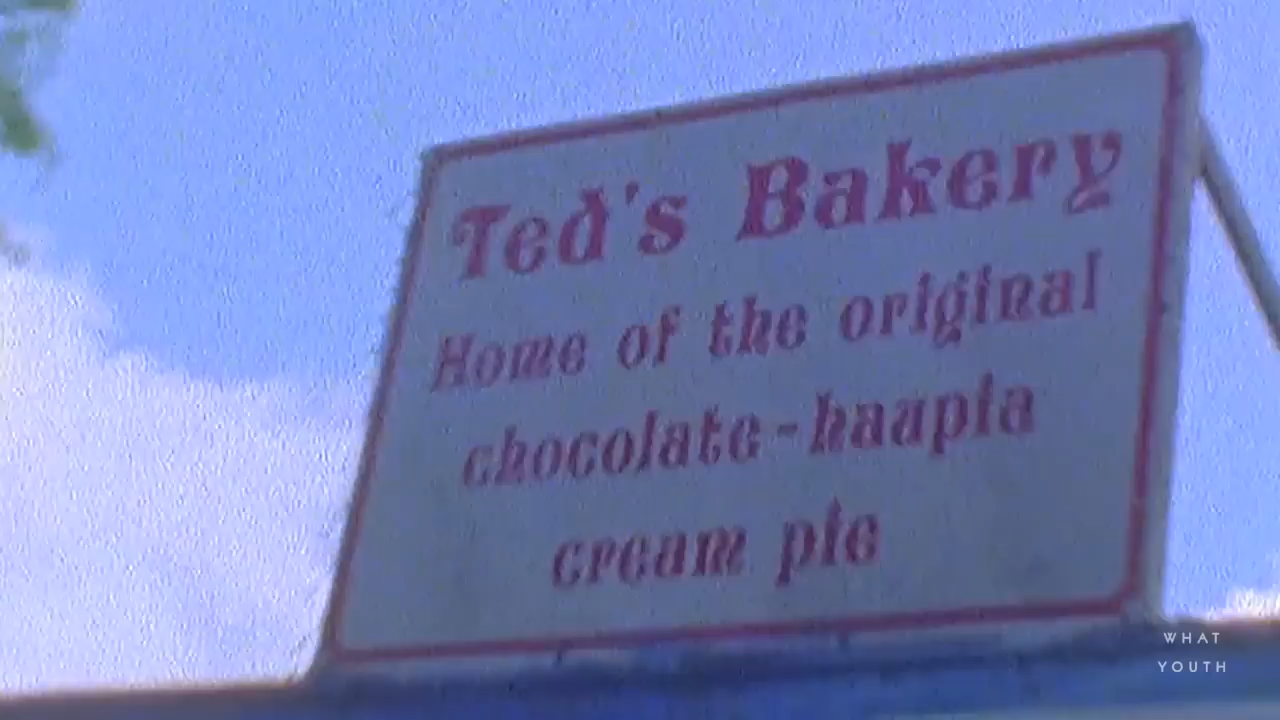 Ted's Bakery
Home of the original
chocolate-haupia
cream pie
WHAT
YOUTH